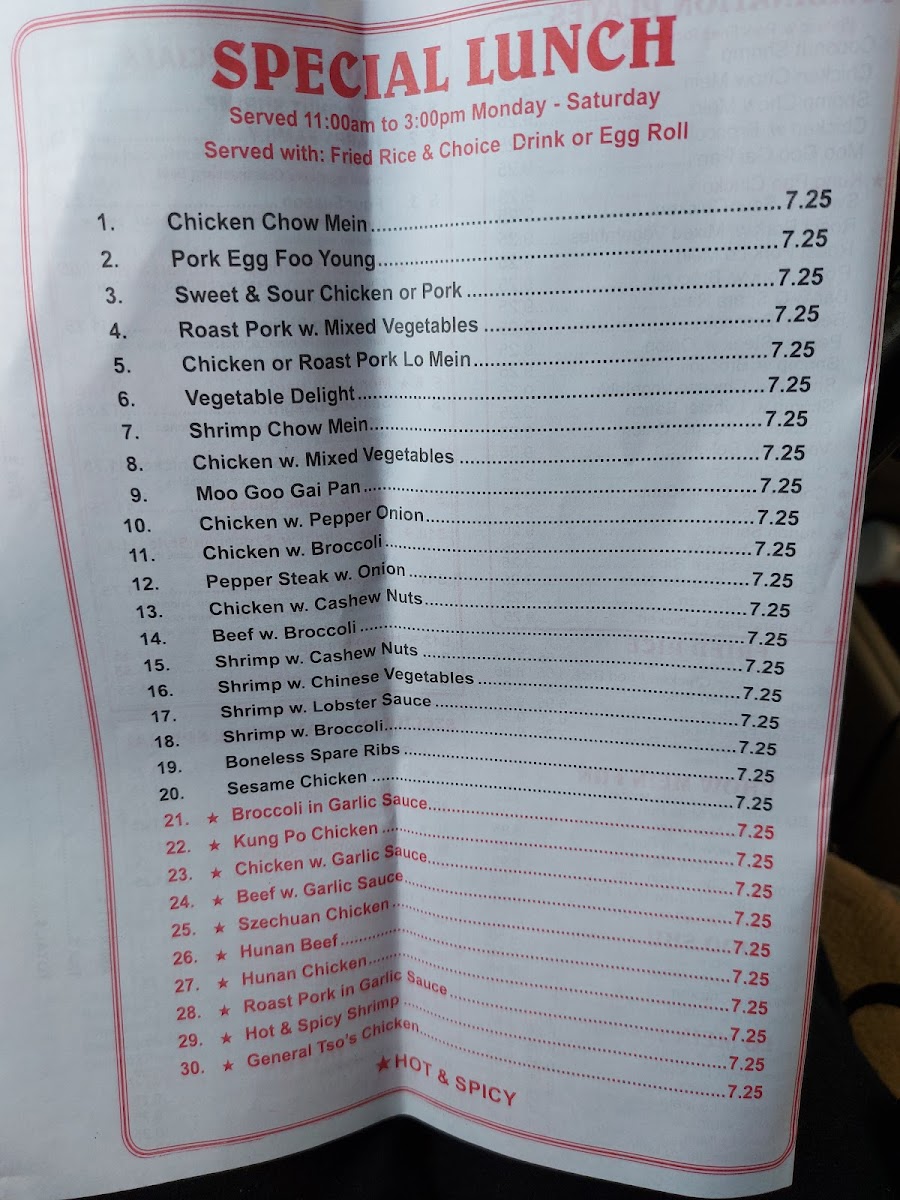 SPECIAL LUNCH
Served 11:00am to 3:00pm Monday - Saturday
Served with: Fried Rice & Choice Drink or Egg Roll
1. Chicken Chow Mein 7.25
2. Pork Egg Foo Young 7.25
3. Sweet & Sour Chicken or Pork 7.25
4. Roast Pork w. Mixed Vegetables 7.25
5. Chicken or Roast Pork Lo Mein 7.25
6. Vegetable Delight 7.25
7. Shrimp Chow Mein 7.25
8. Chicken w. Mixed Vegetables 7.25
9. Moo Goo Gai Pan 7.25
10. Chicken w. Pepper Onion 7.25
11. Chicken w. Broccoli 7.25
12. Pepper Steak w. Onion 7.25
13. Chicken w. Cashew Nuts 7.25
14. Beef w. Broccoli 7.25
15. Shrimp w. Cashew Nuts 7.25
16. Shrimp w. Chinese Vegetables 7.25
17. Shrimp w. Lobster Sauce 7.25
18. Shrimp w. Broccoli 7.25
19. Boneless Spare Ribs 7.25
20. Sesame Chicken 7.25
21. ★ Broccoli in Garlic Sauce 7.25
22. ★ Kung Po Chicken 7.25
23. ★ Chicken w. Garlic Sauce 7.25
24. ★ Beef w. Garlic Sauce 7.25
25. ★ Szechuan Chicken 7.25
26. ★ Hunan Beef 7.25
27. ★ Hunan Chicken 7.25
28. ★ Roast Pork in Garlic Sauce 7.25
29. ★ Hot & Spicy Shrimp 7.25
30. ★ General Tso's Chicken 7.25
★HOT & SPICY